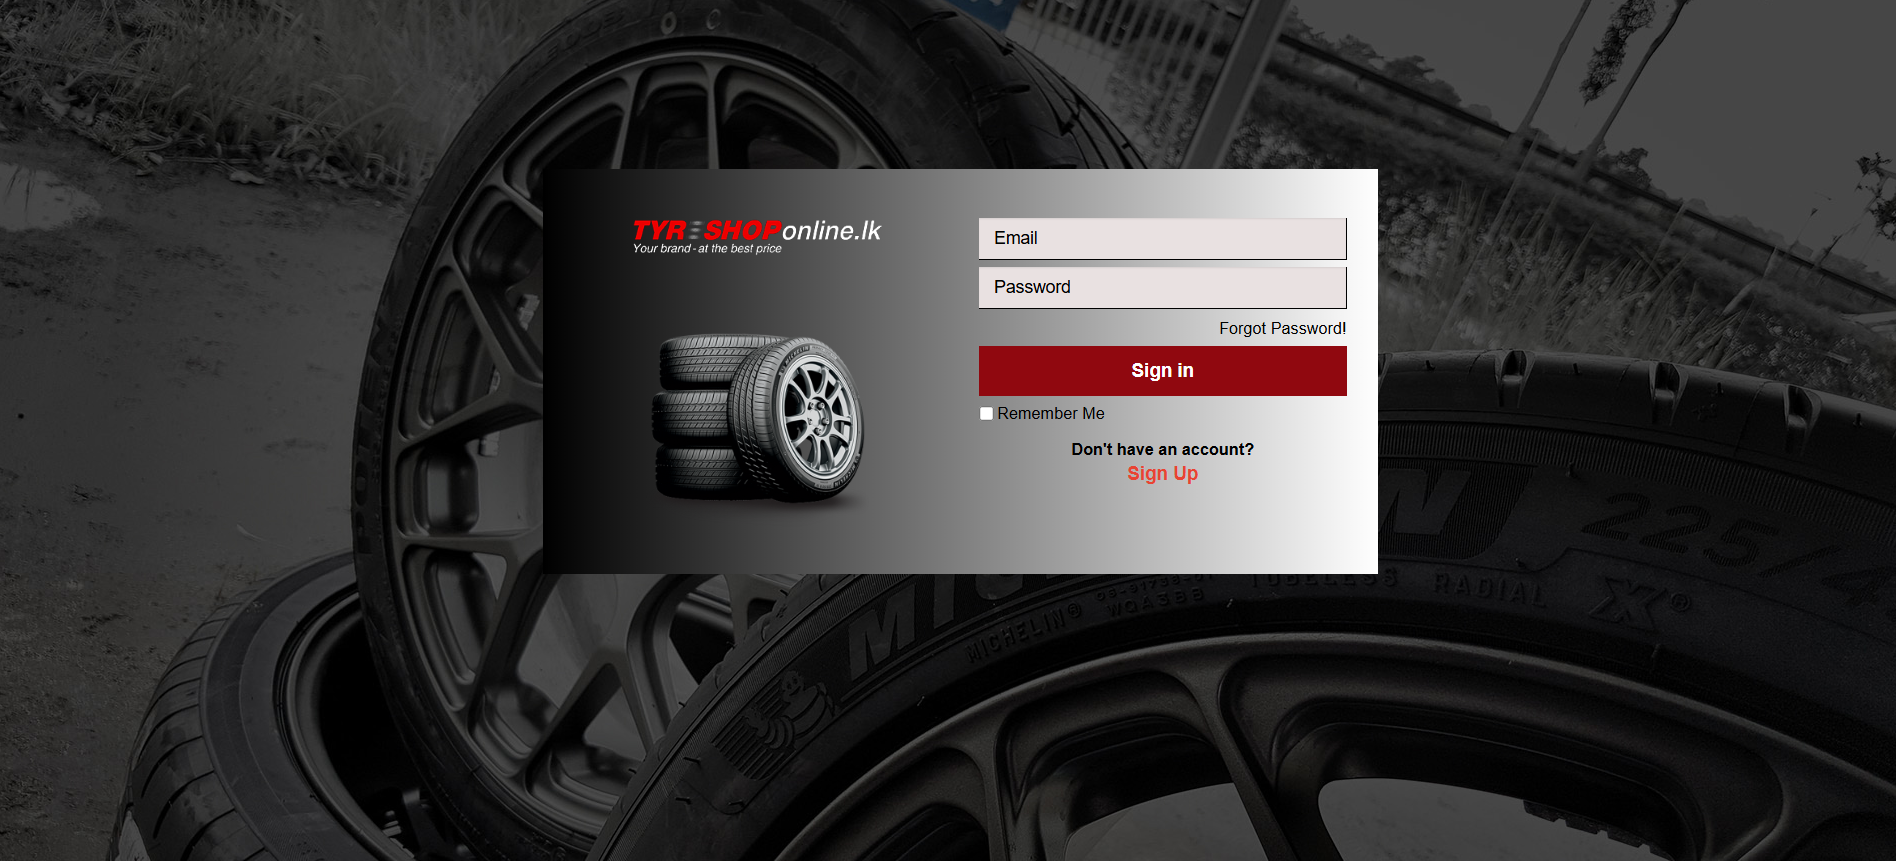 TYRESHOPonline.lk
Your brand - at the best price
Email
Password
Forgot Password!
Sign in
Remember Me
Don't have an account?
Sign Up
225/4
MICHELIN®
WQA3BB
TUBELESS RADIAL X®